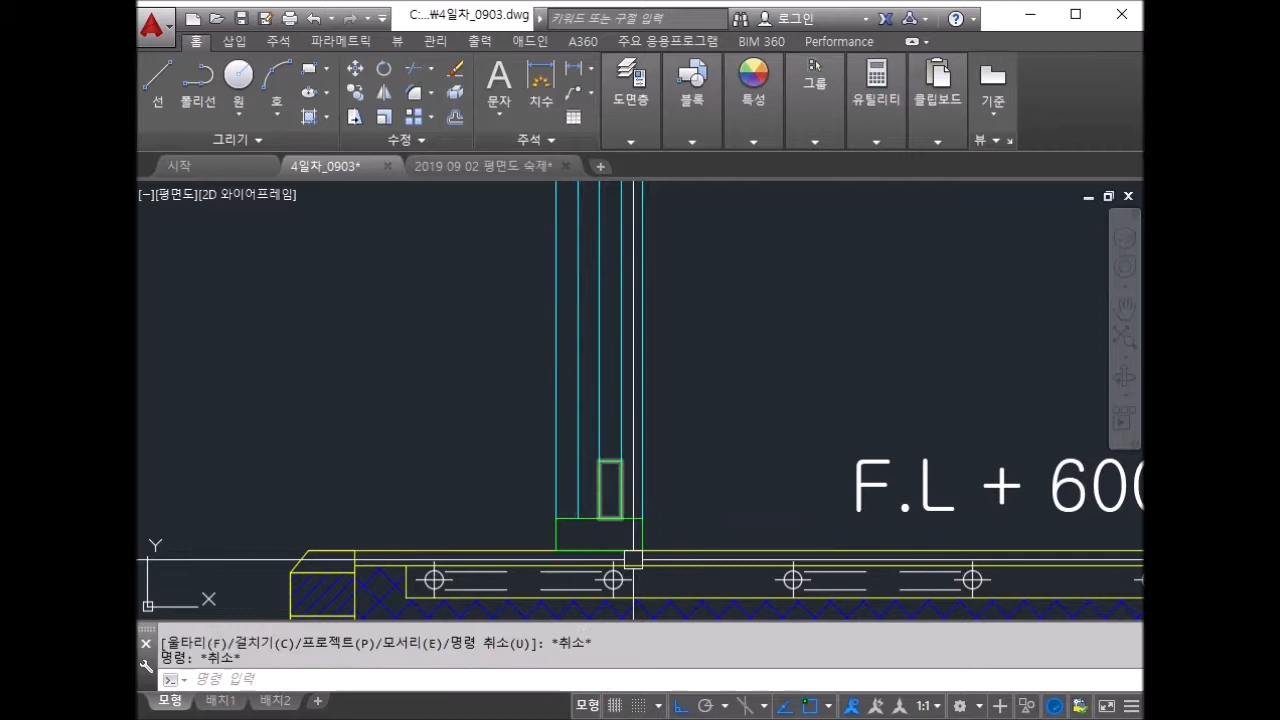 C:...₩4일차_0903.dwg
키워드 또는 구절 입력
로그인
홈 삽입 주석 파라메트릭 뷰 관리 출력 애드인 A360 주요 응용프로그램 BIM 360 Performance
선 폴리선 원 호 문자 치수 도면층 블록 특성 그룹 유틸리티 클립보드 기준
그리기 수정 주석 뷰
시작 4일차_0903* 2019 09 02 평면도 숙제*
[−][평면도][2D 와이어프레임]
F.L + 600
Y
X
[울타리(F)/걸치기(C)/프로젝트(P)/모서리(E)/명령 취소(U)]: *취소*
명령: *취소*
명령 입력
모형 배치1 배치2 모형 1:1